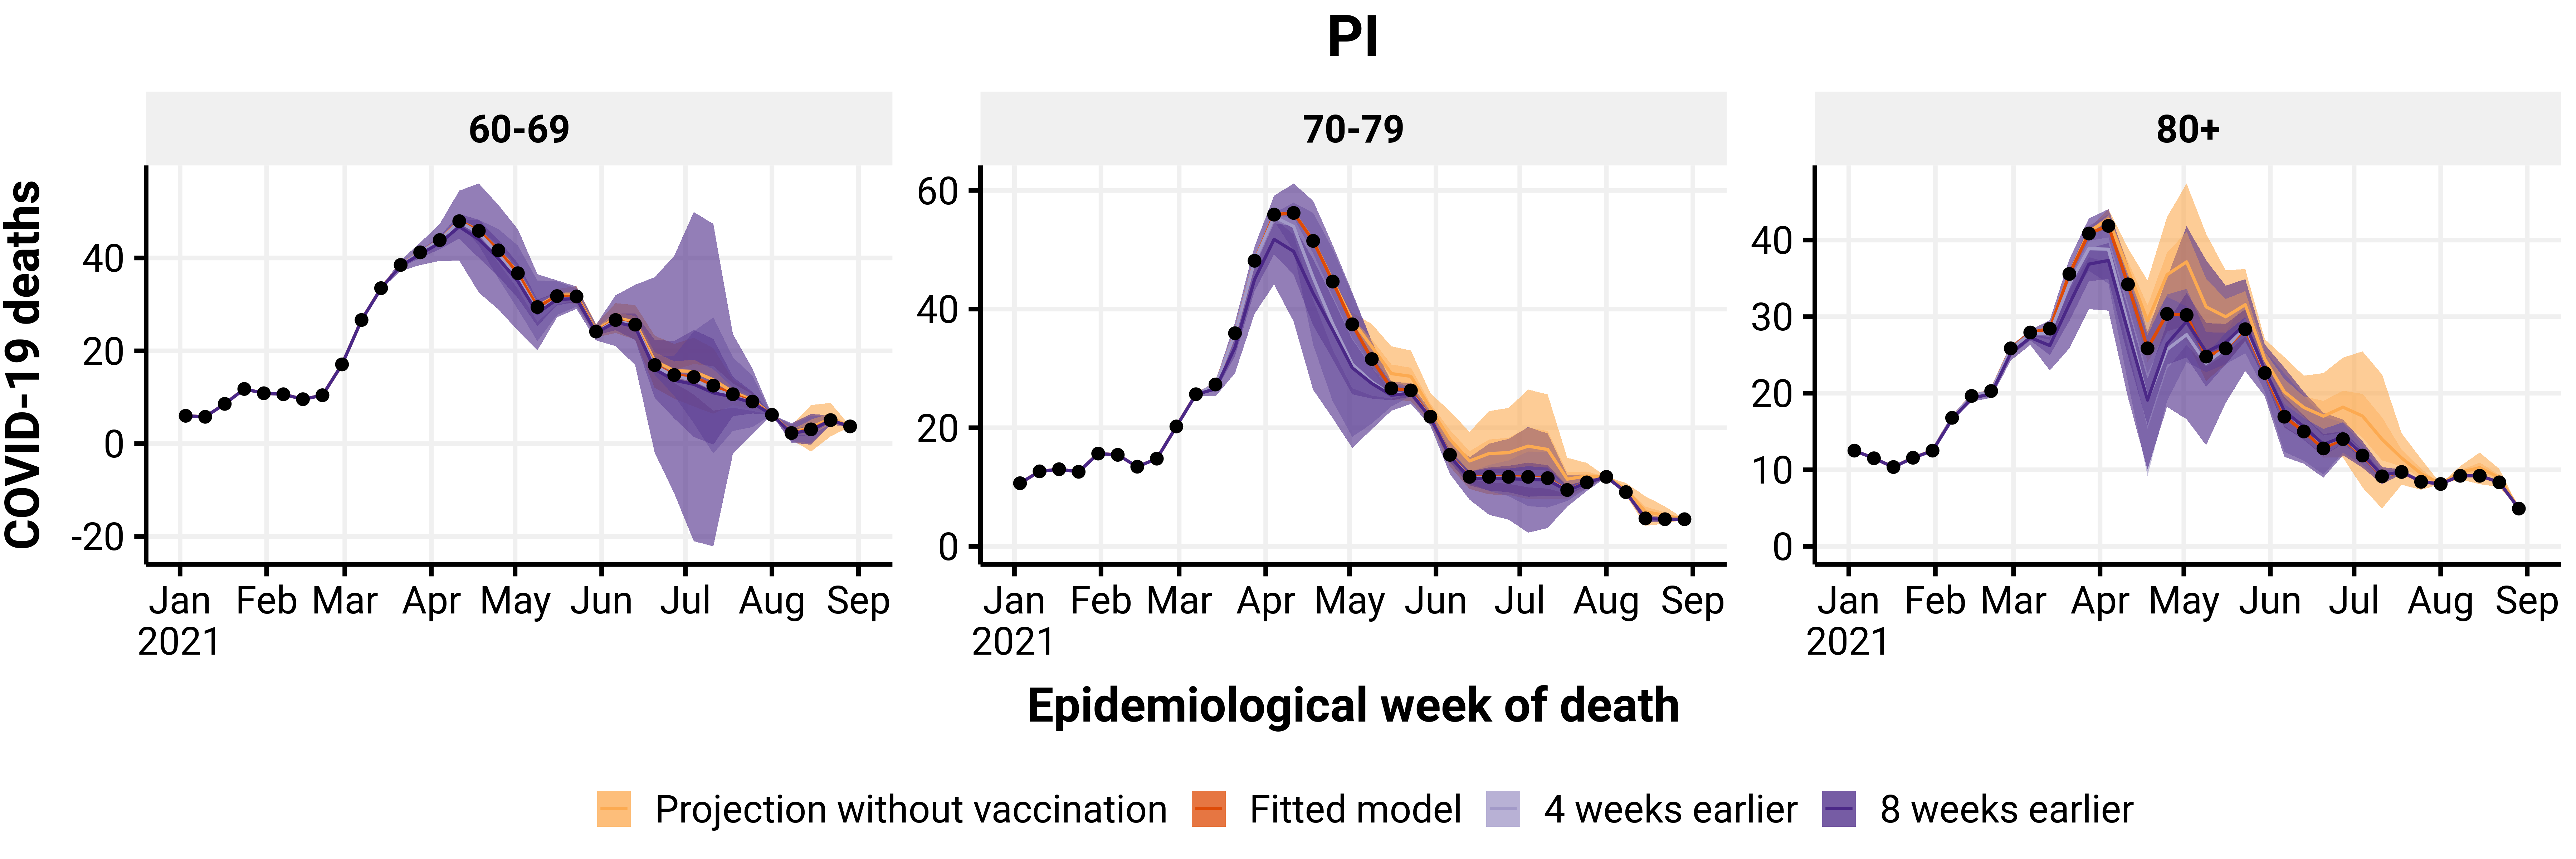 PI
60-69
70-79
80+
COVID-19 deaths
40
20
0
-20
60
40
20
0
40
30
20
10
0
Jan Feb Mar Apr May Jun Jul Aug Sep
2021
Jan Feb Mar Apr May Jun Jul Aug Sep
2021
Jan Feb Mar Apr May Jun Jul Aug Sep
2021
Epidemiological week of death
Projection without vaccination Fitted model 4 weeks earlier 8 weeks earlier